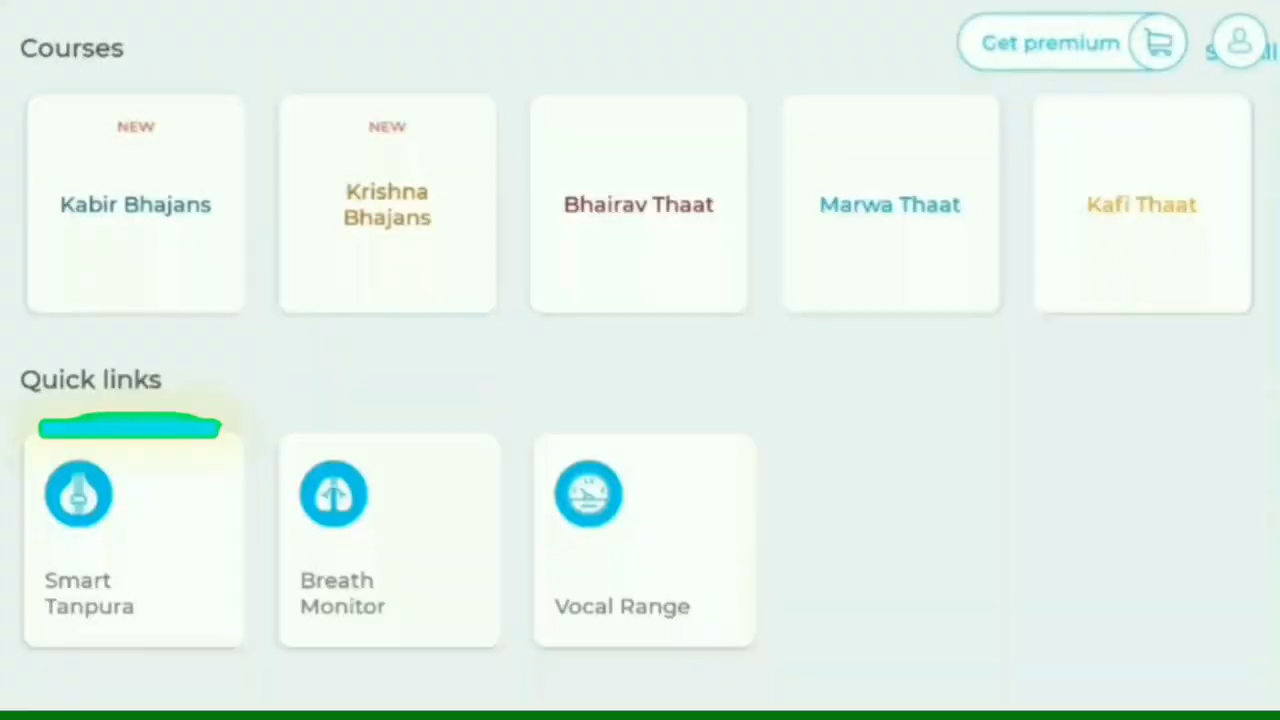 Courses
Get premium
NEW
NEW
Kabir Bhajans
Krishna
Bhajans
Bhairav Thaat
Marwa Thaat
Kafi Thaat
Quick links
Smart
Tanpura
Breath
Monitor
Vocal Range